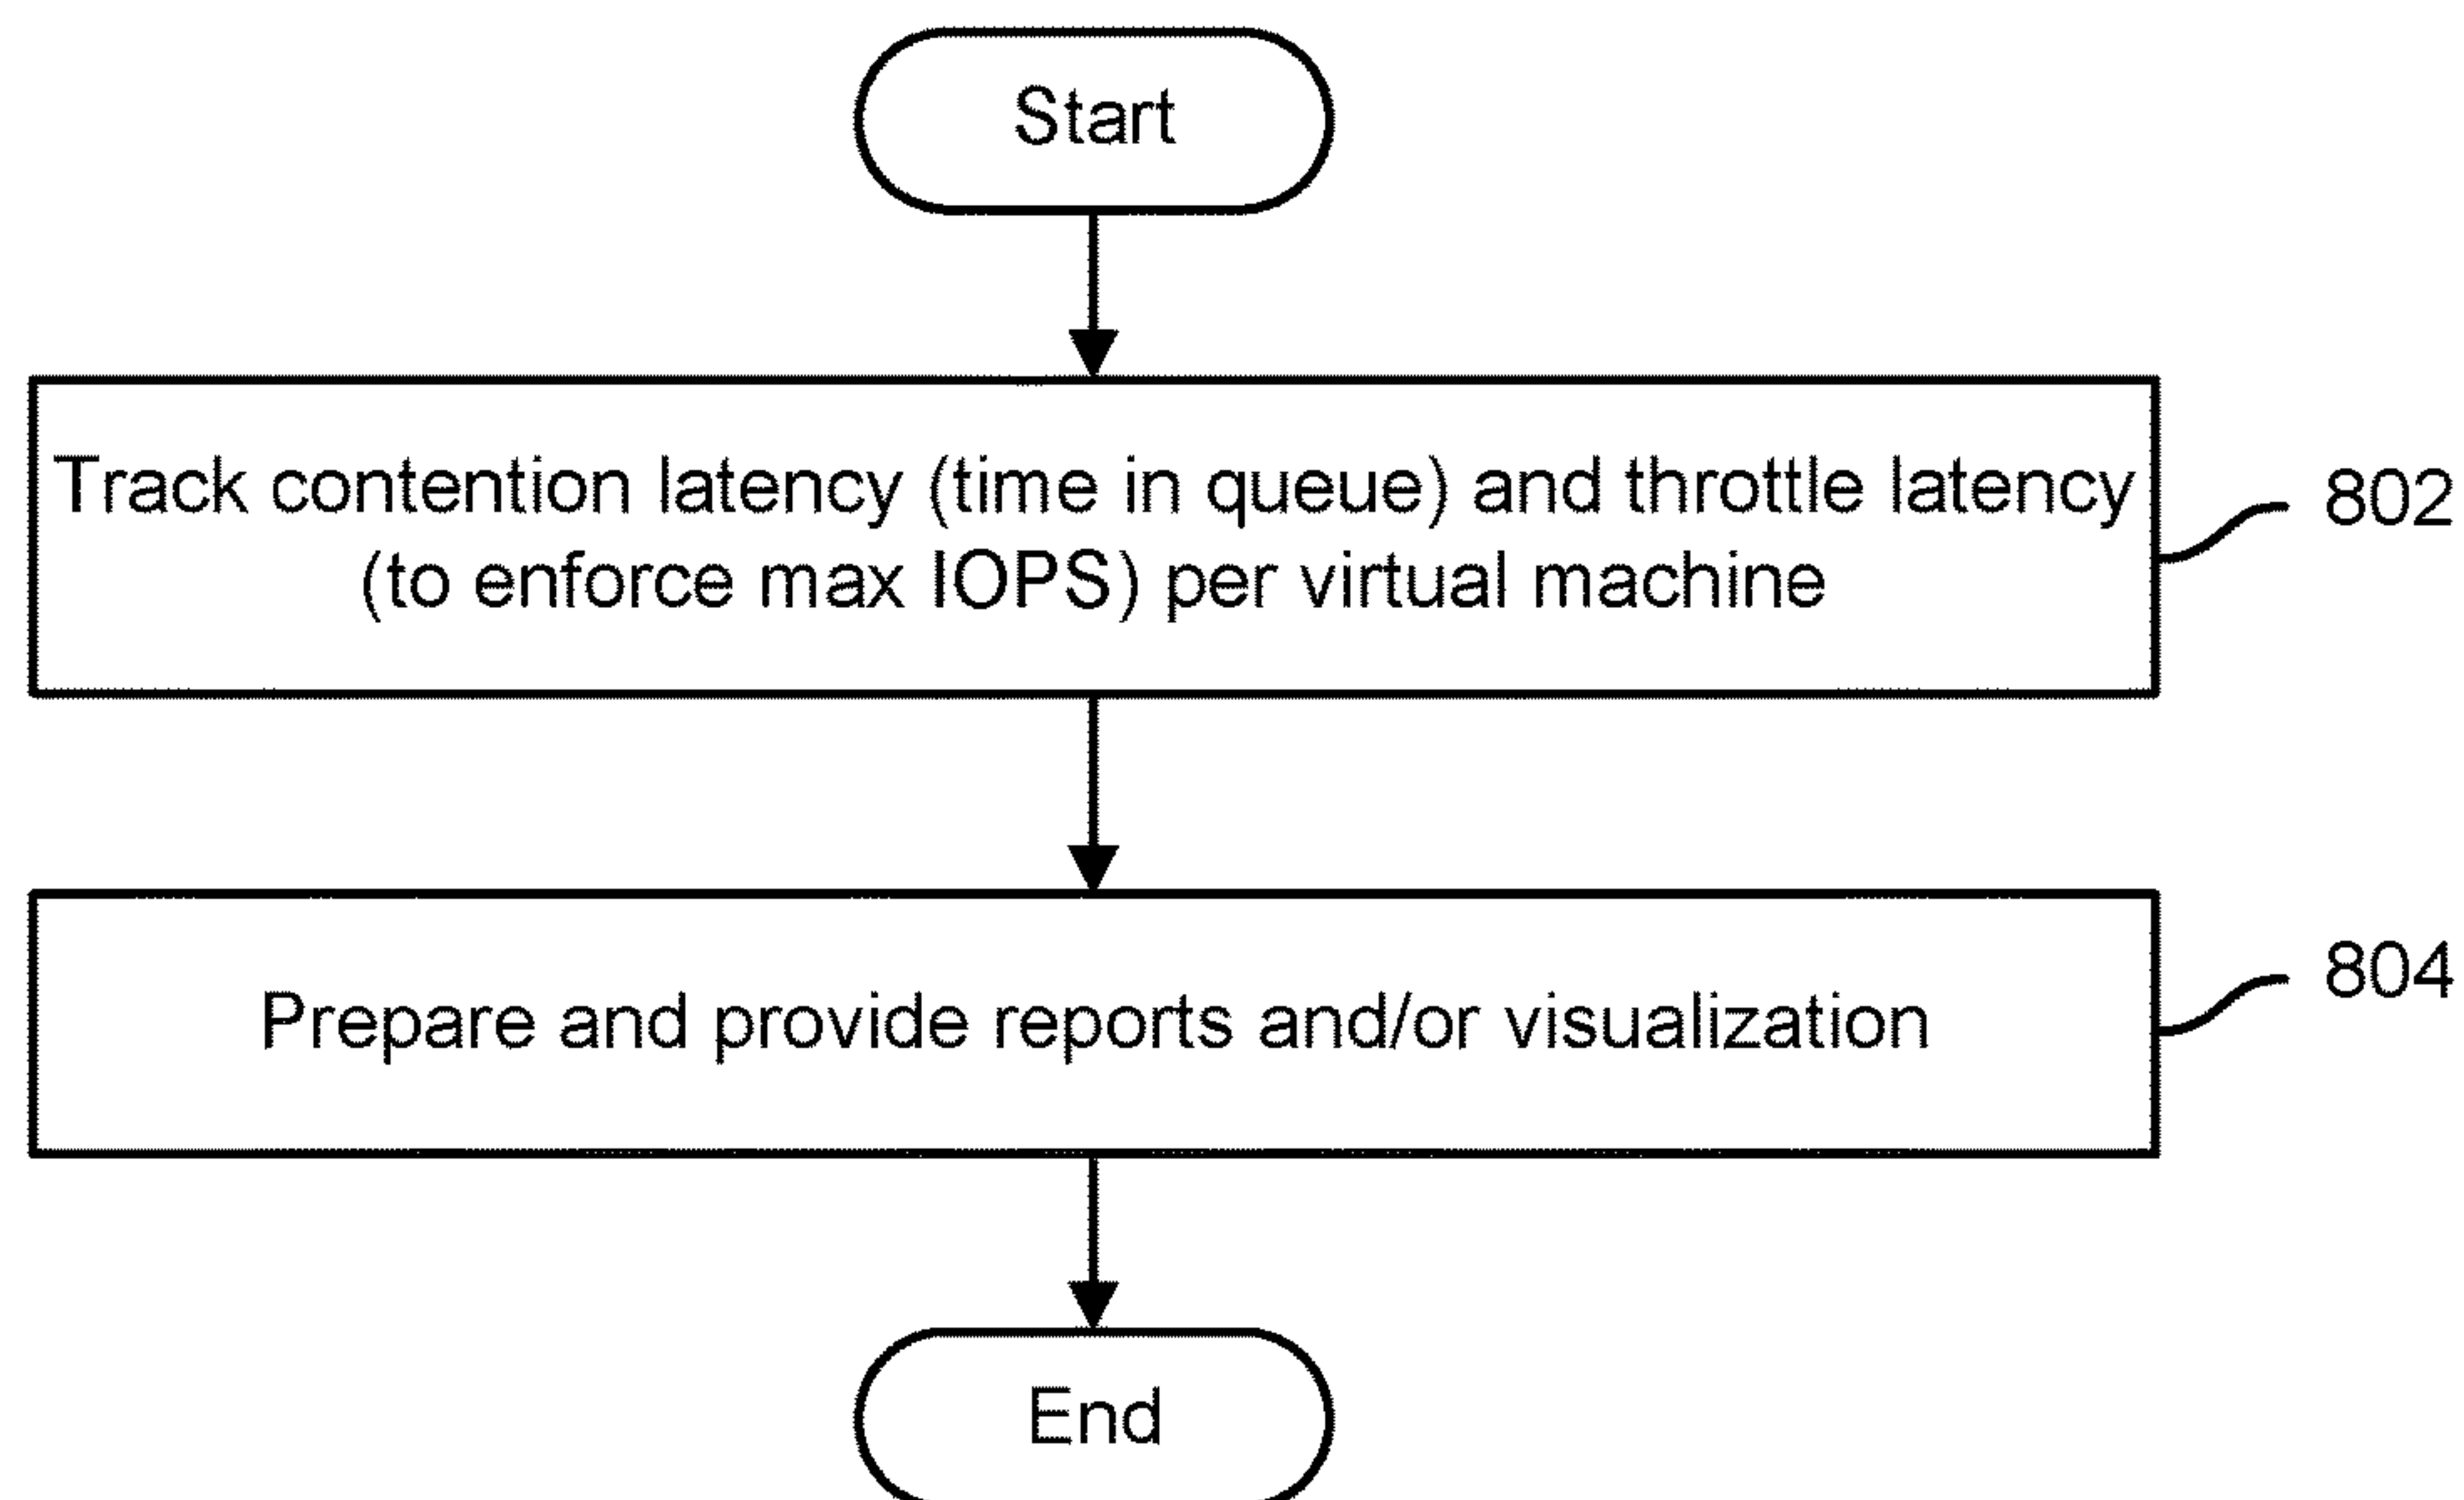 Start
Track contention latency (time in queue) and throttle latency
(to enforce max IOPS) per virtual machine
802
Prepare and provide reports and/or visualization
804
End